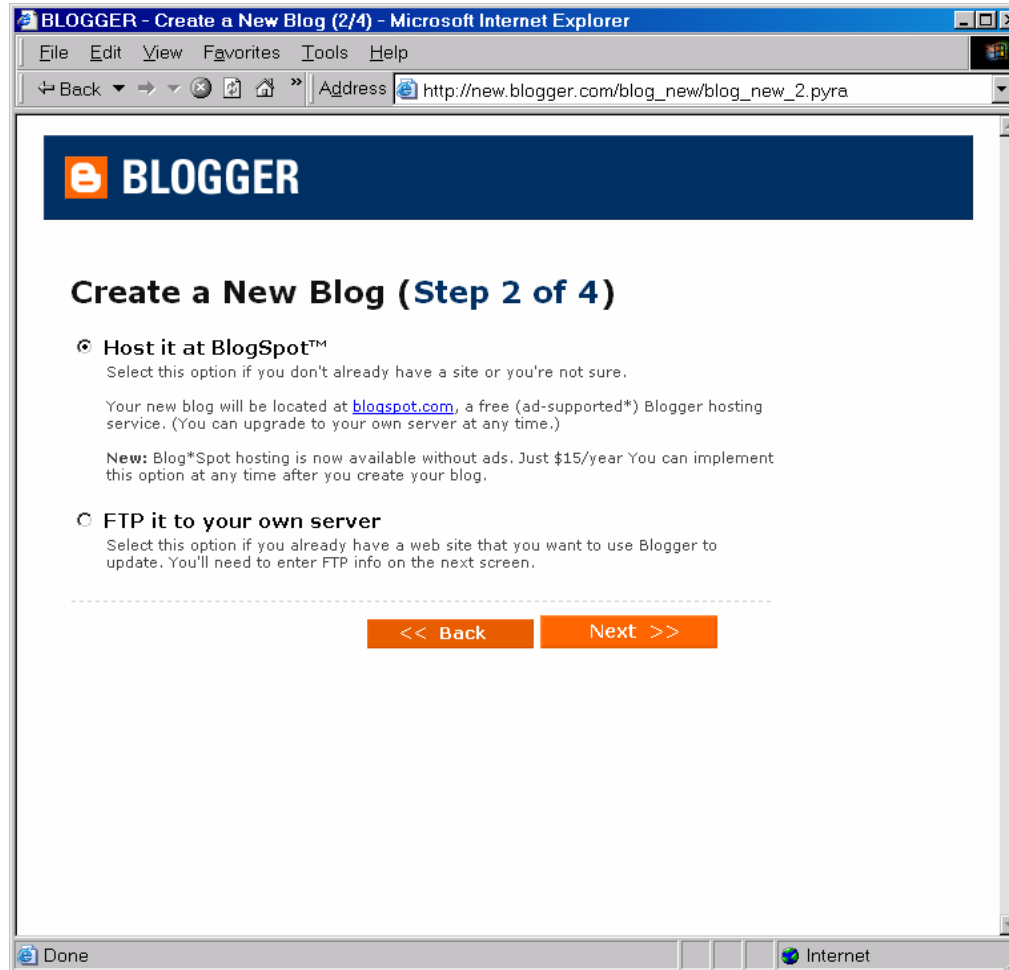 BLOGGER - Create a New Blog (2/4) - Microsoft Internet Explorer
File Edit View Favorites Tools Help
Back » Address http://new.blogger.com/blog_new/blog_new_2.pyra
BLOGGER
Create a New Blog (Step 2 of 4)
Host it at BlogSpot™
Select this option if you don't already have a site or you're not sure.
Your new blog will be located at blogspot.com, a free (ad-supported*) Blogger hosting
service. (You can upgrade to your own server at any time.)
New: Blog*Spot hosting is now available without ads. Just $15/year You can implement
this option at any time after you create your blog.
FTP it to your own server
Select this option if you already have a web site that you want to use Blogger to
update. You'll need to enter FTP info on the next screen.
<< Back Next >>
Done Internet